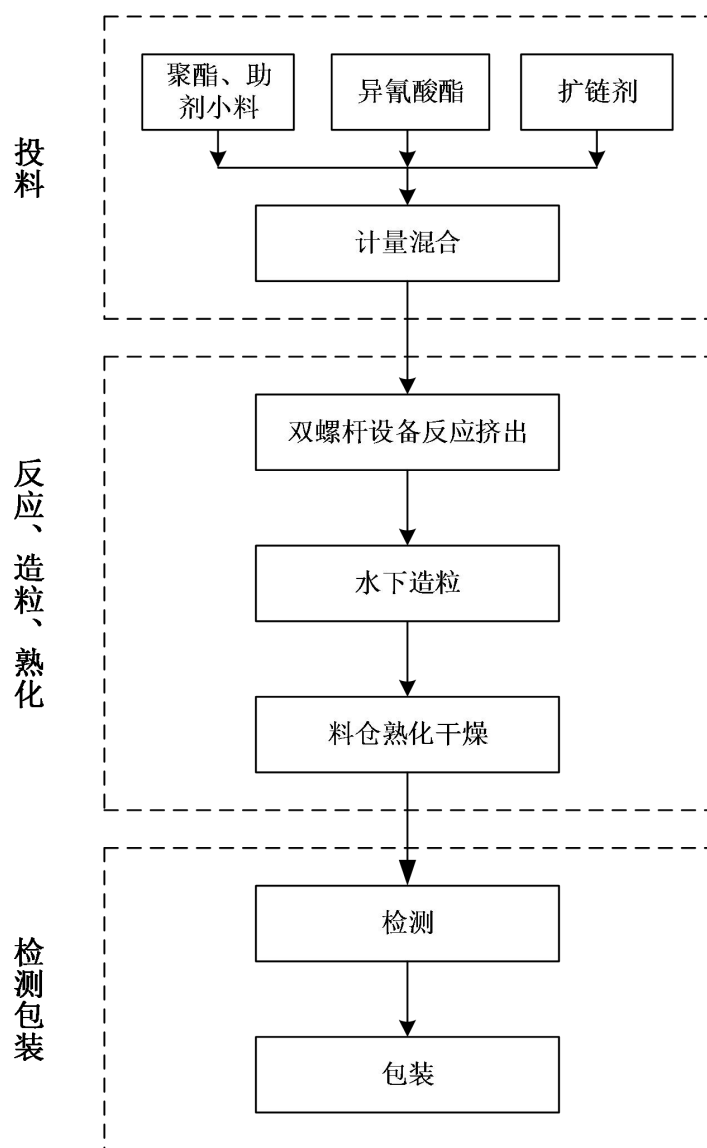 投料
聚酯、助
剂小料
异氰酸酯
扩链剂
计量混合
反应、造粒、熟化
双螺杆设备反应挤出
水下造粒
料仓熟化干燥
检测包装
检测
包装